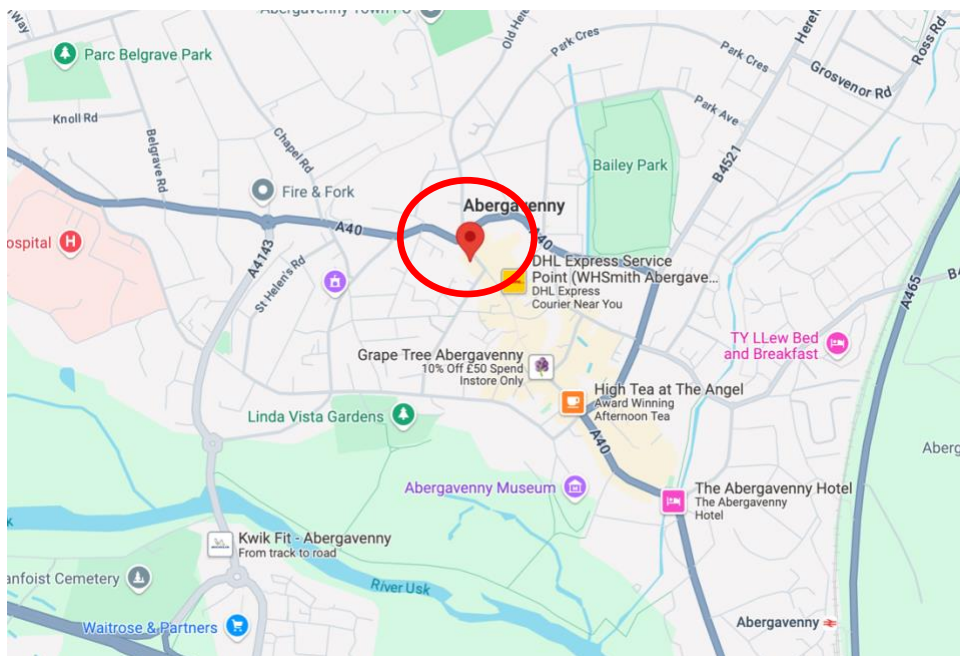 Abergavenny Town FC
Old Here
Way
Parc Belgrave Park
Park Cres
Park Cres
Heref
Ross Rd
Grosvenor Rd
Knoll Rd
Belgrave Rd
Chapel Rd
Park Ave
B4521
Bailey Park
Fire & Fork
Abergavenny
A40
A40
ospital
H
A4143
St Helen's Rd
DHL Express Service
Point (WHSmith Abergave...
DHL Express
Courier Near You
B4
A465
TY LLew Bed
and Breakfast
Grape Tree Abergavenny
10% Off £50 Spend
Instore Only
High Tea at The Angel
Award Winning
Afternoon Tea
Linda Vista Gardens
A40
Aberg
Abergavenny Museum
The Abergavenny Hotel
The Abergavenny
Hotel
Kwik Fit - Abergavenny
From track to road
anfoist Cemetery
River Usk
Waitrose & Partners
Abergavenny